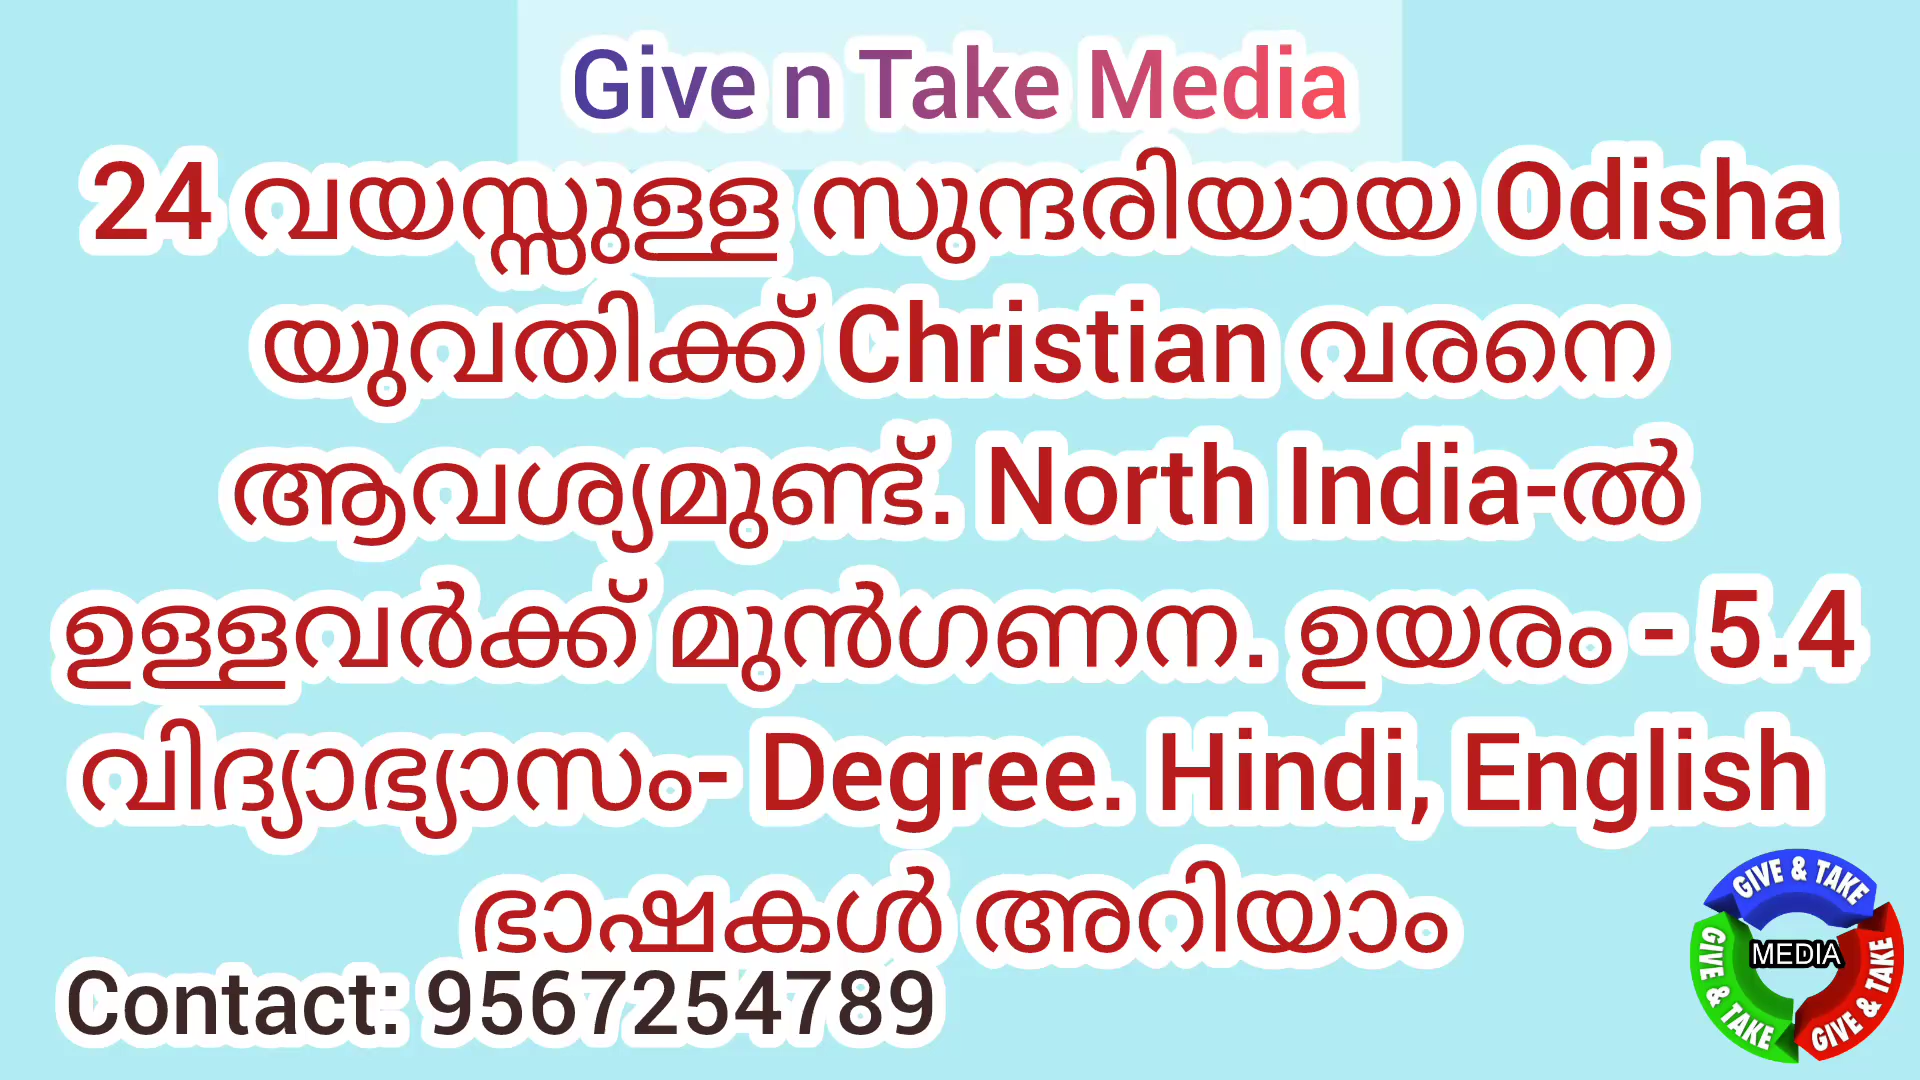 Give n Take Media
24 വയസ്സുള്ള സുന്ദരിയായ Odisha
യുവതിക്ക് Christian വരനെ
ആവശ്യമുണ്ട്. North India-ൽ
ഉള്ളവർക്ക് മുൻഗണന. ഉയരം - 5.4
വിദ്യാഭ്യാസം- Degree. Hindi, English
ഭാഷകൾ അറിയാം
Contact: 9567254789
GIVE & TAKE
GIVE & TAKE
MEDIA
GIVE & TAKE